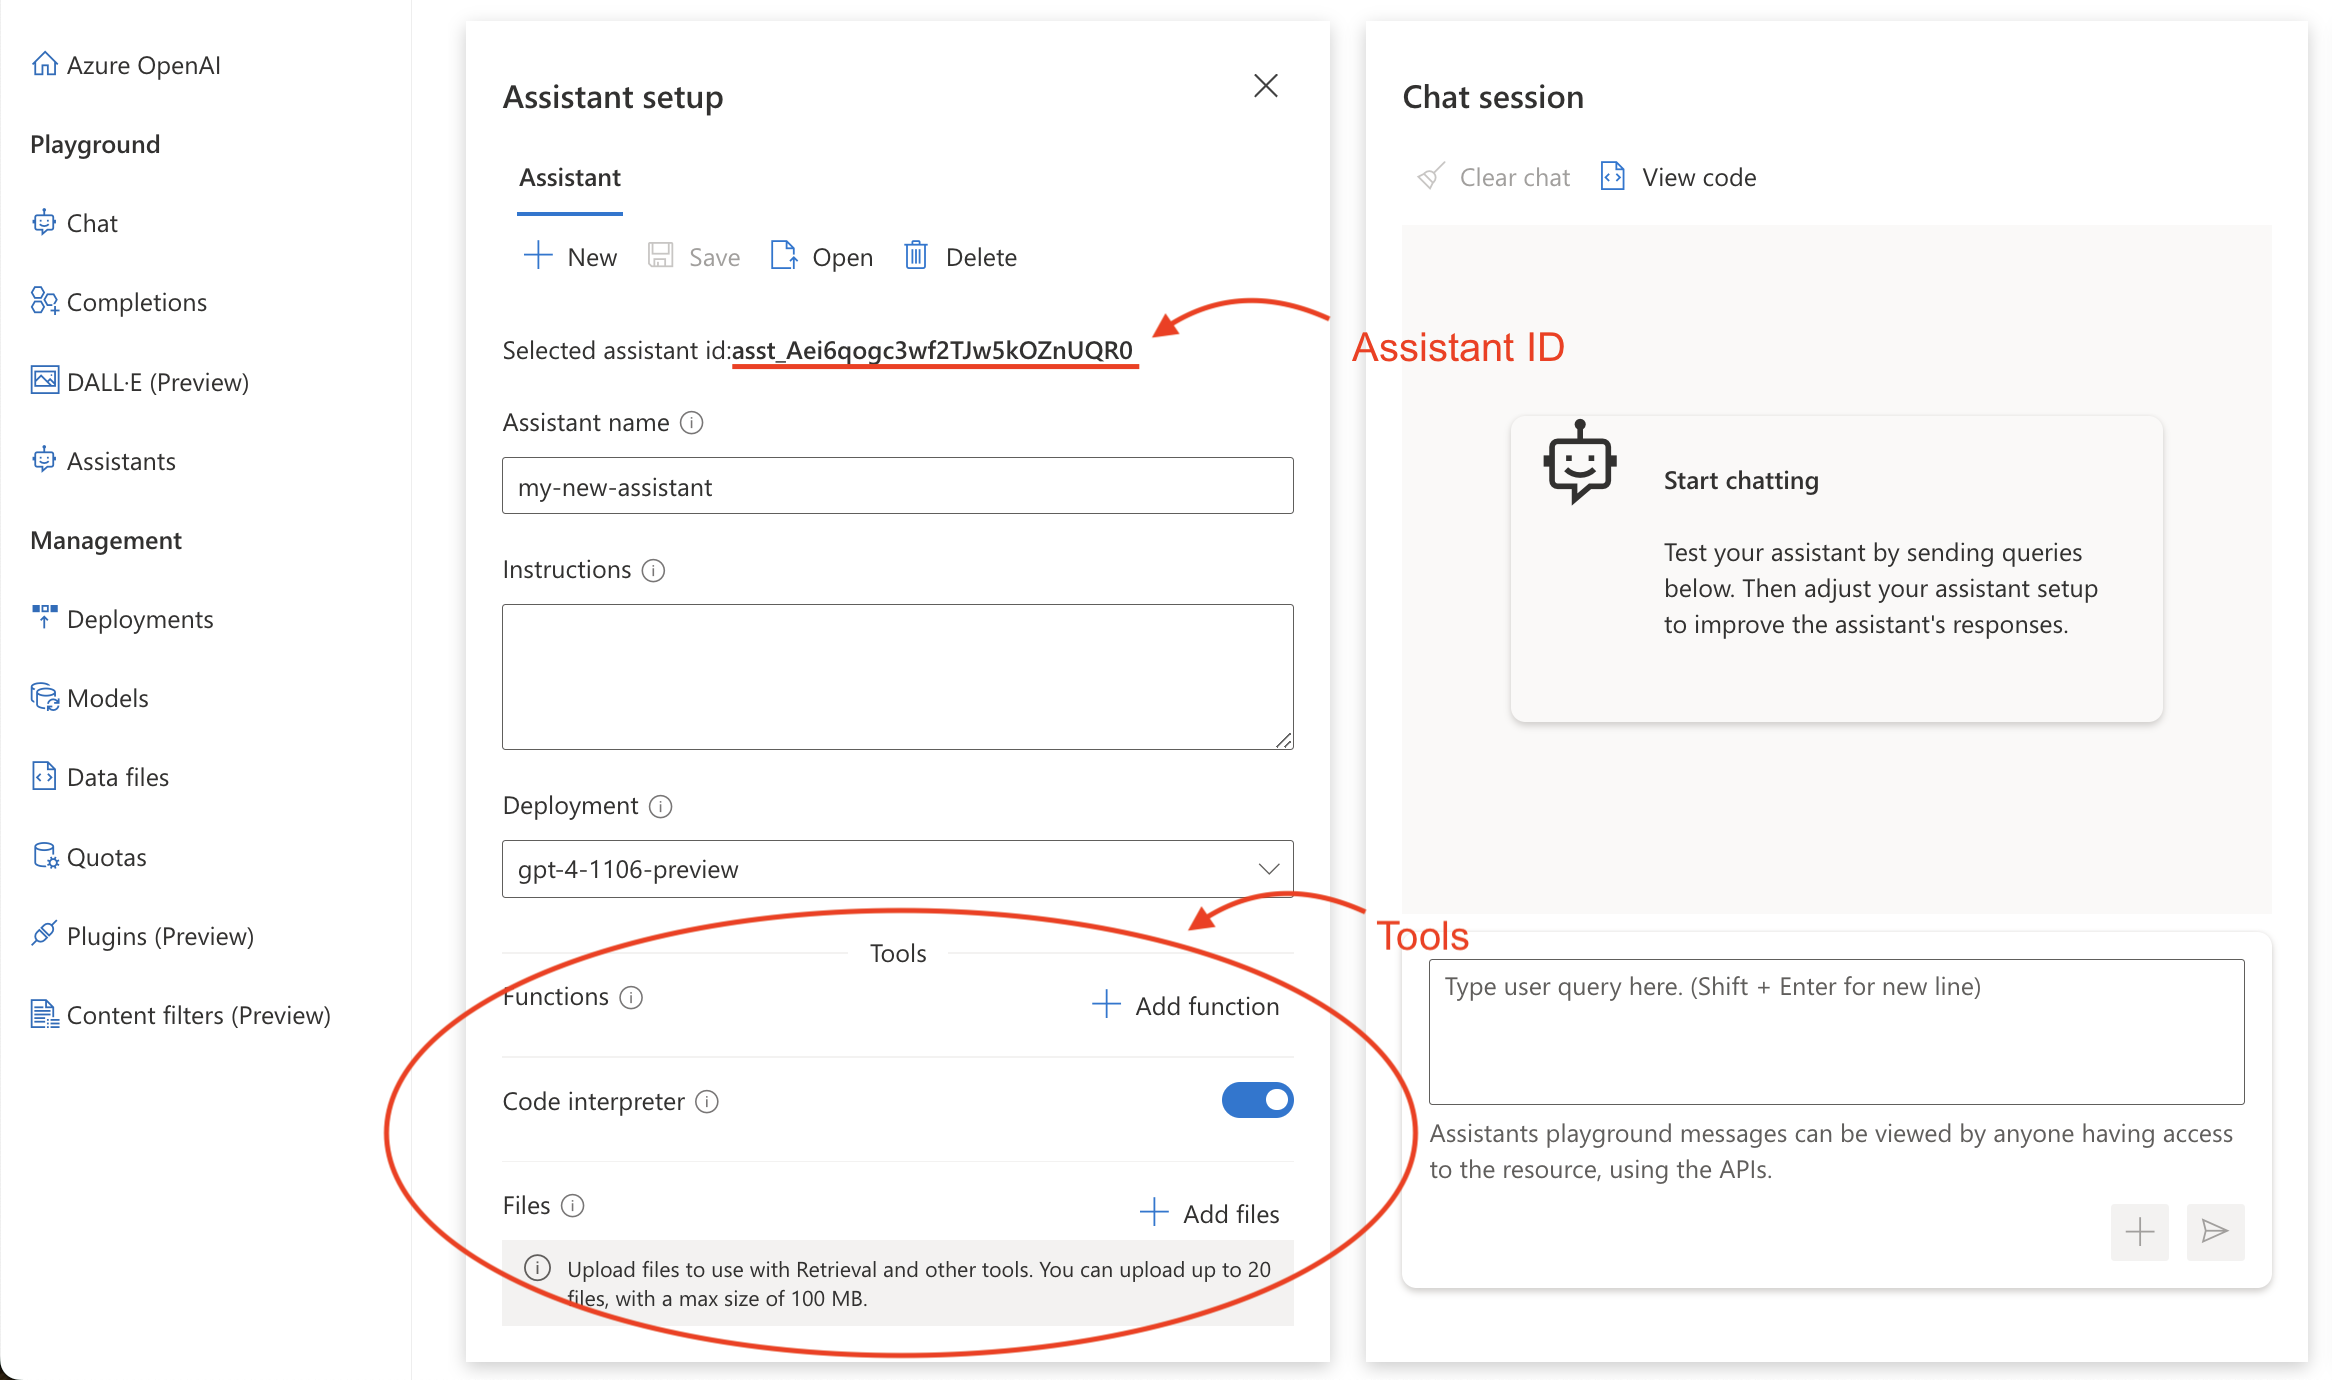 Azure OpenAI
Playground
Chat
Completions
DALL·E (Preview)
Assistants
Management
Deployments
Models
Data files
Quotas
Plugins (Preview)
Content filters (Preview)
Assistant setup
Assistant
New Save Open Delete
Selected assistant id:asst_Aei6qogc3wf2TJw5kOZnUQR0
Assistant name
my-new-assistant
Instructions
Deployment
gpt-4-1106-preview
Tools
Functions
Add function
Code interpreter
Files
Add files
Upload files to use with Retrieval and other tools. You can upload up to 20
files, with a max size of 100 MB.
Assistant ID
Tools
Chat session
Clear chat View code
Start chatting
Test your assistant by sending queries
below. Then adjust your assistant setup
to improve the assistant's responses.
Type user query here. (Shift + Enter for new line)
Assistants playground messages can be viewed by anyone having access
to the resource, using the APIs.